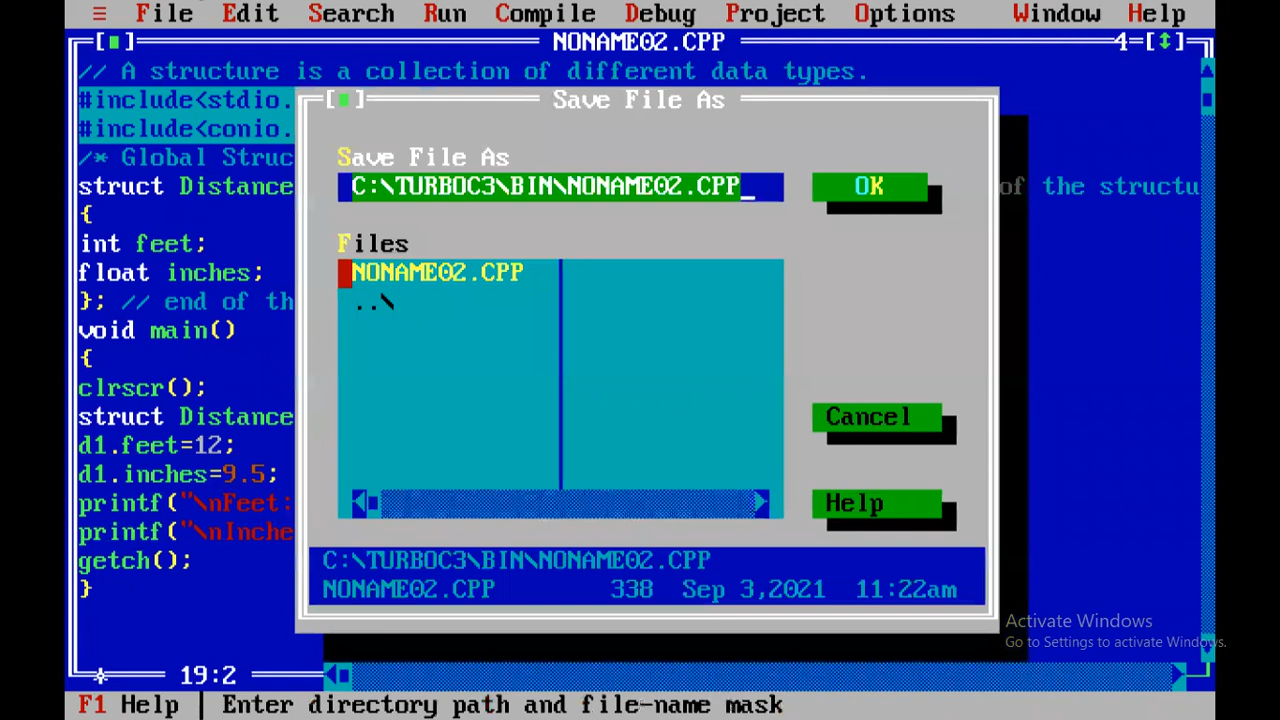 ≡ File Edit Search Run Compile Debug Project Options Window Help
[■] NONAME02.CPP 4=[↕]
// A structure is a collection of different data types.
#include<stdio.
#include<conio.
/* Global Struc
struct Distance of the structu
{
int feet;
float inches;
}; // end of th
void main()
{
clrscr();
struct Distance
d1.feet=12;
d1.inches=9.5;
printf("\nFeet:
printf("\nInche
getch();
}
[■] Save File As
Save File As
C:\TURBOC3\BIN\NONAME02.CPP_
OK
Files
NONAME02.CPP
..\
Cancel
Help
C:\TURBOC3\BIN\NONAME02.CPP
NONAME02.CPP 338 Sep 3,2021 11:22am
Activate Windows
Go to Settings to activate Windows.
* 19:2
F1 Help │ Enter directory path and file-name mask